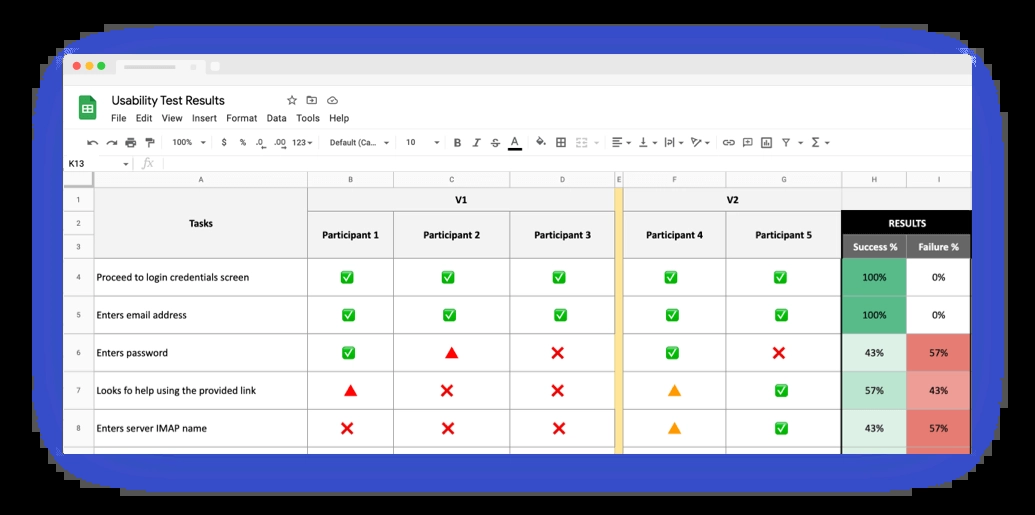 Usability Test Results
File Edit View Insert Format Data Tools Help
100% $ % .0 .00 123 Default (Ca... 10 B I S A Σ
K13 fx
A B C D E F G H I
1 V1 V2
2 Tasks Participant 1 Participant 2 Participant 3 Participant 4 Participant 5 RESULTS
3 Success % Failure %
4 Proceed to login credentials screen 100% 0%
5 Enters email address 100% 0%
6 Enters password 43% 57%
7 Looks fo help using the provided link 57% 43%
8 Enters server IMAP name 43% 57%